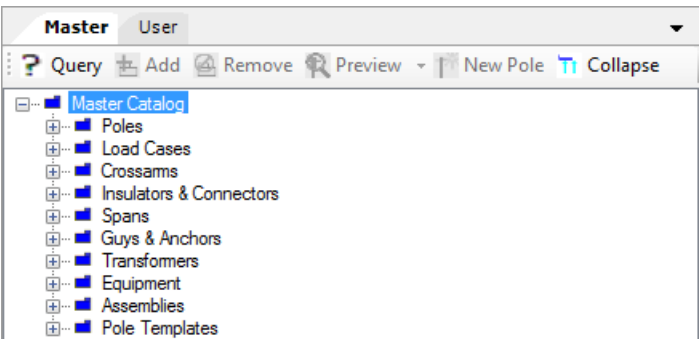 Master User
Query Add Remove Preview New Pole Collapse
Master Catalog
Poles
Load Cases
Crossarms
Insulators & Connectors
Spans
Guys & Anchors
Transformers
Equipment
Assemblies
Pole Templates